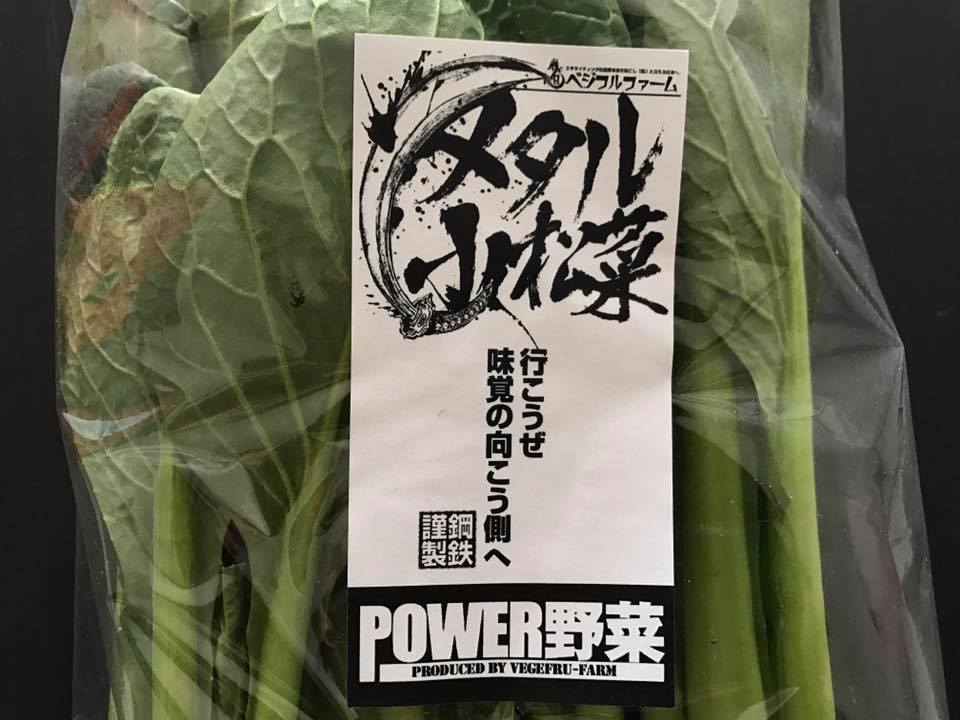 ベジフルファーム
メタル
小松菜
行こうぜ
味覚の向こう側へ
鋼鉄
謹製
POWER野菜
PRODUCED BY VEGEFRU-FARM